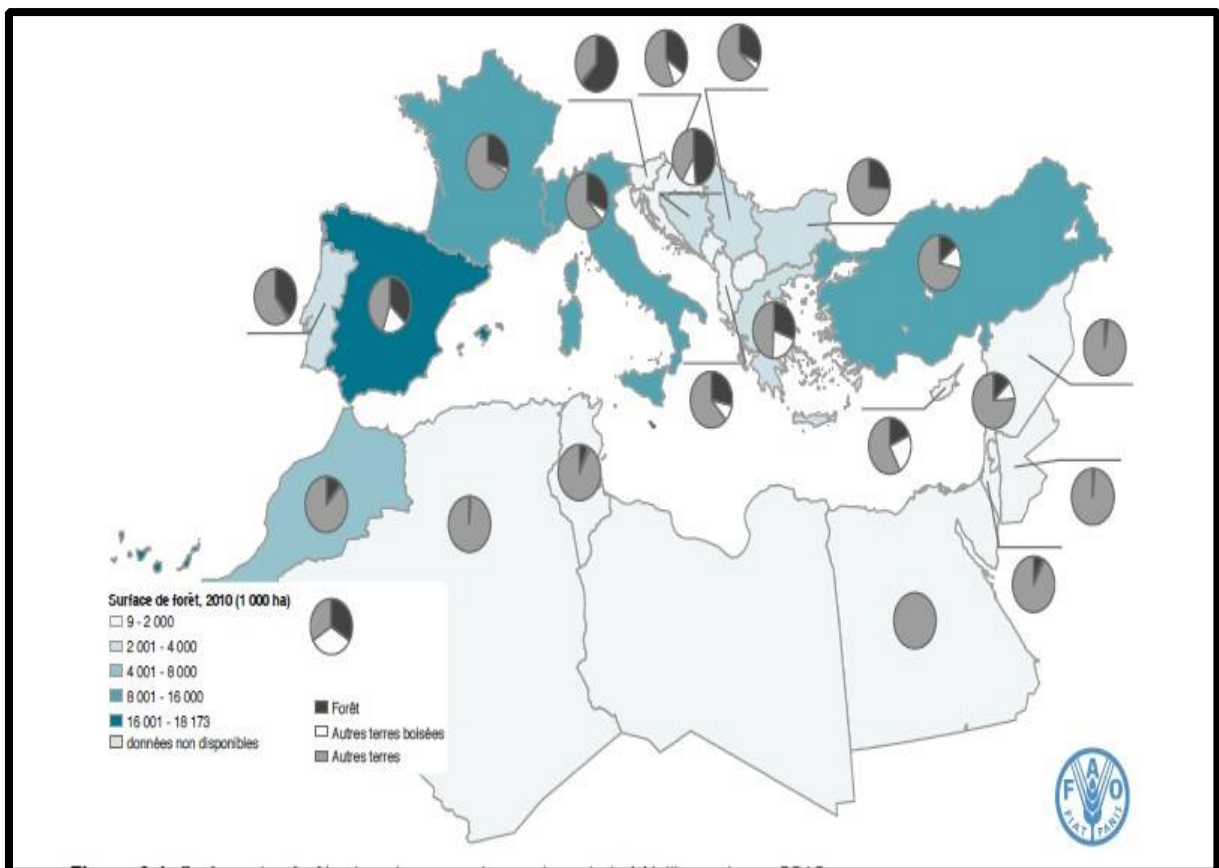 Surface de forêt, 2010 (1 000 ha)
9 - 2 000
2 001 - 4 000
4 001 - 8 000
8 001 - 16 000
16 001 - 18 173
données non disponibles
Forêt
Autres terres boisées
Autres terres
F A O
FIAT PANIS